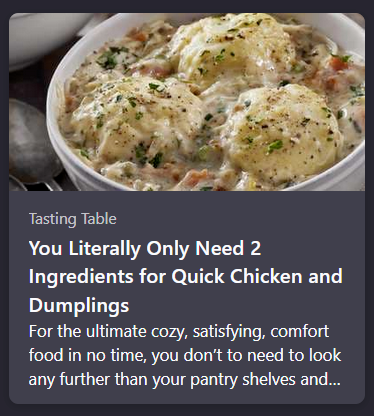 Tasting Table
You Literally Only Need 2
Ingredients for Quick Chicken and
Dumplings
For the ultimate cozy, satisfying, comfort
food in no time, you don’t to need to look
any further than your pantry shelves and...